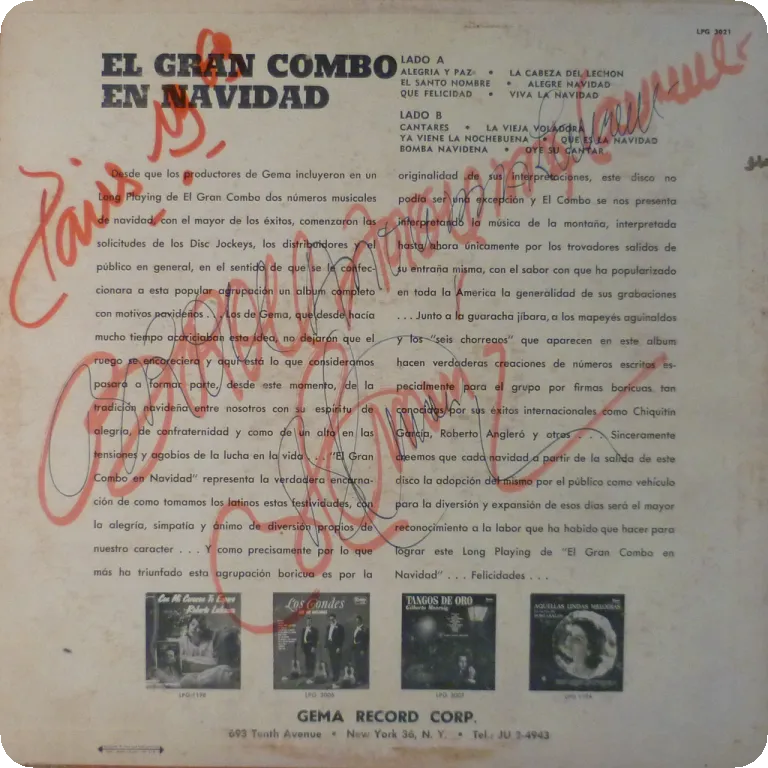 LPG 3071
EL GRAN COMBO
EN NAVIDAD
LADO A
ALEGRIA Y PAZ • LA CABEZA DEL LECHON
EL SANTO NOMBRE • ALEGRE NAVIDAD
QUE FELICIDAD • VIVA LA NAVIDAD
LADO B
CANTARES • LA VIEJA VOLADORA
YA VIENE LA NOCHEBUENA • QUE ES LA NAVIDAD
BOMBA NAVIDENA • OYE SU CANTAR
Desde que los productores de Gema incluyeron en un
Long Playing de El Gran Combo dos números musicales
de navidad, con el mayor de los éxitos, comenzaron las
solicitudes de los Disc Jockeys, los distribuidores y el
público en general, en el sentido de que se le confec-
cionara a esta popular agrupación un album completo
con motivos navideños . . . Los de Gema, que desde hacía
mucho tiempo acariciaban esta idea, no dejarón que el
ruego se encareciera y aquí está lo que consideramos
pasará a formar parte, desde este momento, de la
tradición navideña entre nosotros con su espíritu de
alegría, de confraternidad y como de un alto en las
tensiones y agobios de la lucha en la vida . . . "El Gran
Combo en Navidad" representa la verdadera encarna-
ción de como tomamos los latinos estas festividades, con
la alegría, simpatía y ánimo de diversión propios de
nuestro caracter . . . Y como precisamente por lo que
más ha triunfado esta agrupación boricua es por la
originalidad de sus interpretaciones, este disco no
podía ser una excepción y El Combo se nos presenta
interpretando la música de la montaña, interpretada
hasta ahora únicamente por los trovadores salidos de
su entraña misma, con el sabor con que ha popularizado
en toda la América la generalidad de sus grabaciones
. . . Junto a la guaracha jíbara, a los mapeyés aguinaldos
y los "seis chorreaos" que aparecen en este album
hacen verdaderas creaciones de números escritos es-
pecialmente para el grupo por firmas boricuas tan
conocidas por sus éxitos internacionales como Chiquitín
García, Roberto Angleró y otros . . . . Sinceramente
creemos que cada navidad a partir de la salida de este
disco la adopción del mismo por el público como vehículo
para la diversión y expansión de esos días será el mayor
reconocimiento a la labor que ha habido que hacer para
lograr este Long Playing de "El Gran Combo en
Navidad" . . . Felicidades . . .
Paris
Roberto Ledesma
LPG-1170
Los Condes
TANGOS DE ORO
AQUELLAS LINDAS MELODIAS
GEMA RECORD CORP.
693 Tenth Avenue • New York 36, N. Y. • Tel.: JU 2-4943